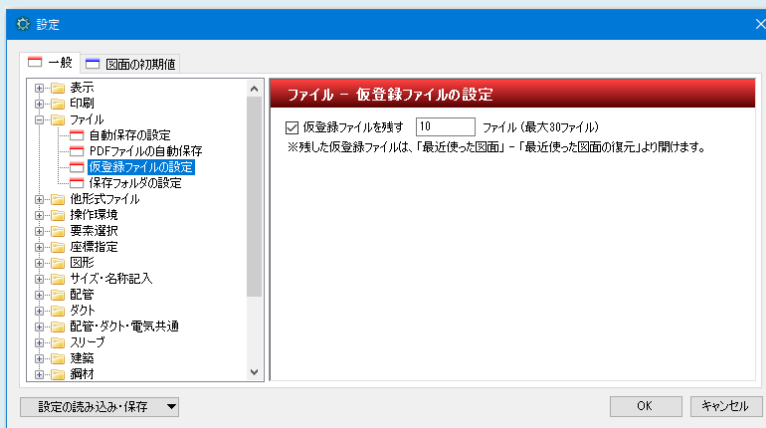 設定
一般
図面の初期値
表示
印刷
ファイル
自動保存の設定
PDFファイルの自動保存
仮登録ファイルの設定
保存フォルダの設定
他形式ファイル
操作環境
要素選択
座標指定
図形
サイズ・名称記入
配管
ダクト
配管・ダクト・電気共通
スリーブ
建築
鋼材
ファイル - 仮登録ファイルの設定
仮登録ファイルを残す 10 ファイル (最大30ファイル)
※残した仮登録ファイルは、「最近使った図面」-「最近使った図面の復元」より開けます。
設定の読み込み・保存
OK
キャンセル